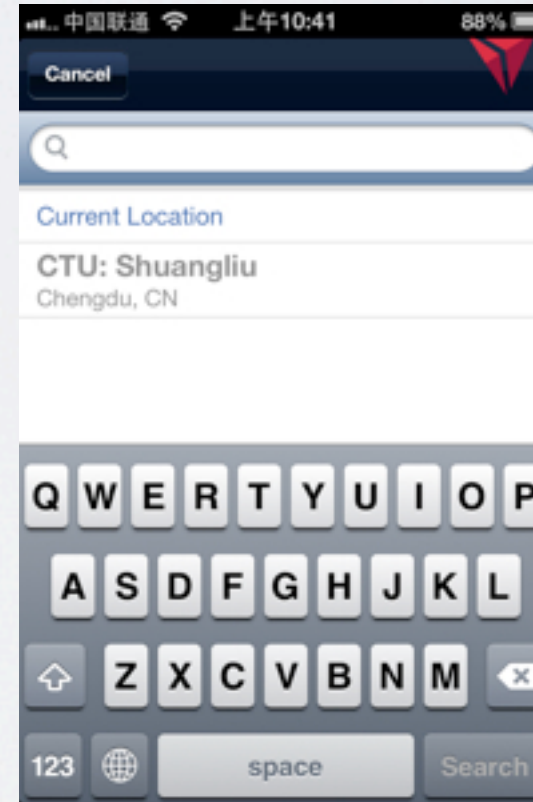 中国联通 上午10:41 88%
Cancel
Current Location
CTU: Shuangliu
Chengdu, CN
Q W E R T Y U I O P
A S D F G H J K L
Z X C V B N M
123 space Search